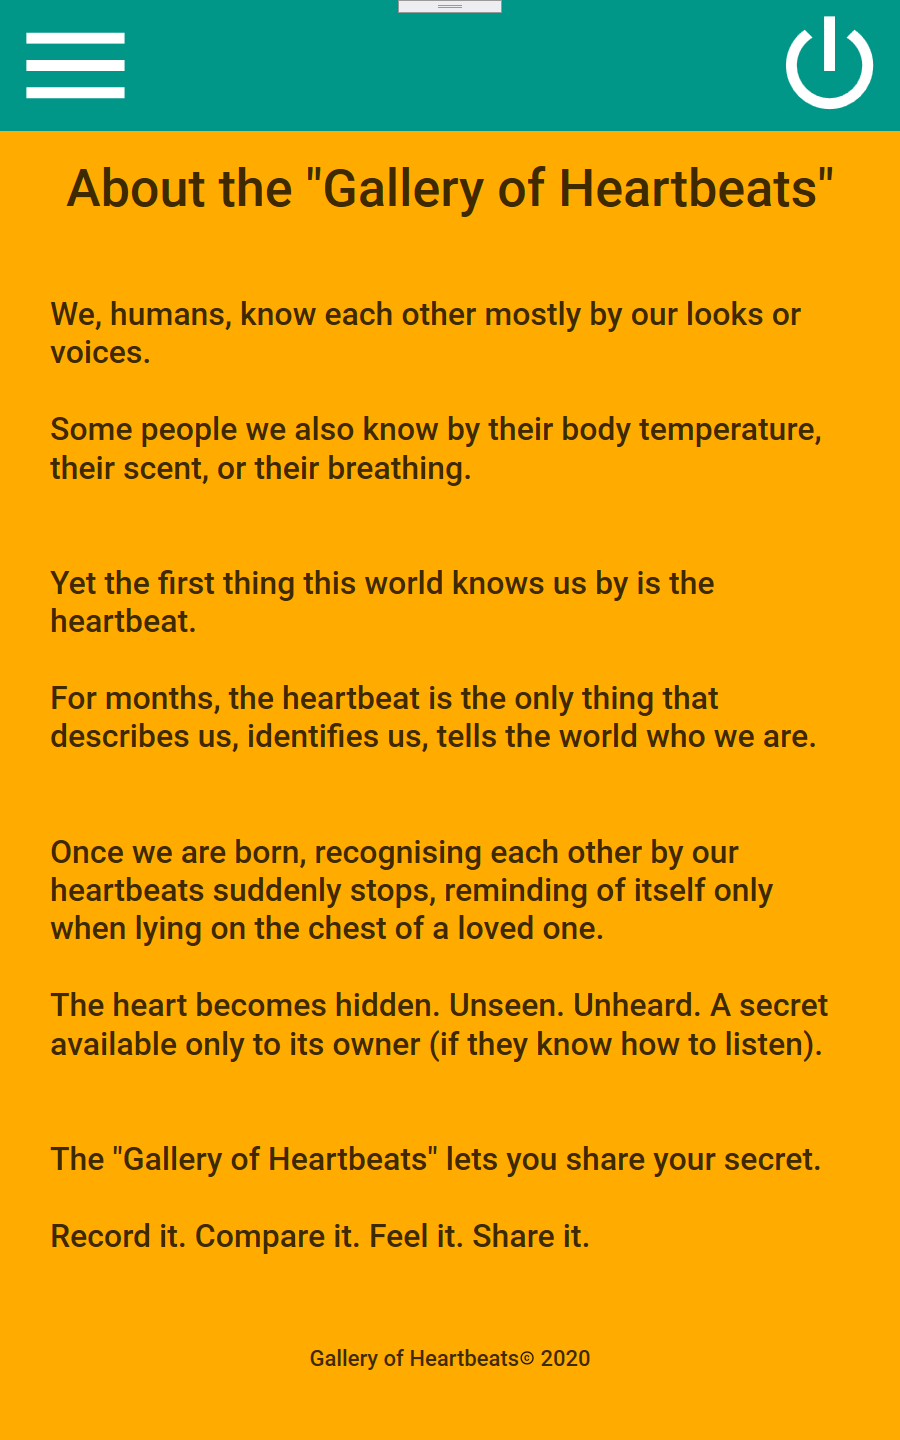 About the "Gallery of Heartbeats"
We, humans, know each other mostly by our looks or
voices.
Some people we also know by their body temperature,
their scent, or their breathing.
Yet the first thing this world knows us by is the
heartbeat.
For months, the heartbeat is the only thing that
describes us, identifies us, tells the world who we are.
Once we are born, recognising each other by our
heartbeats suddenly stops, reminding of itself only
when lying on the chest of a loved one.
The heart becomes hidden. Unseen. Unheard. A secret
available only to its owner (if they know how to listen).
The "Gallery of Heartbeats" lets you share your secret.
Record it. Compare it. Feel it. Share it.
Gallery of Heartbeats© 2020